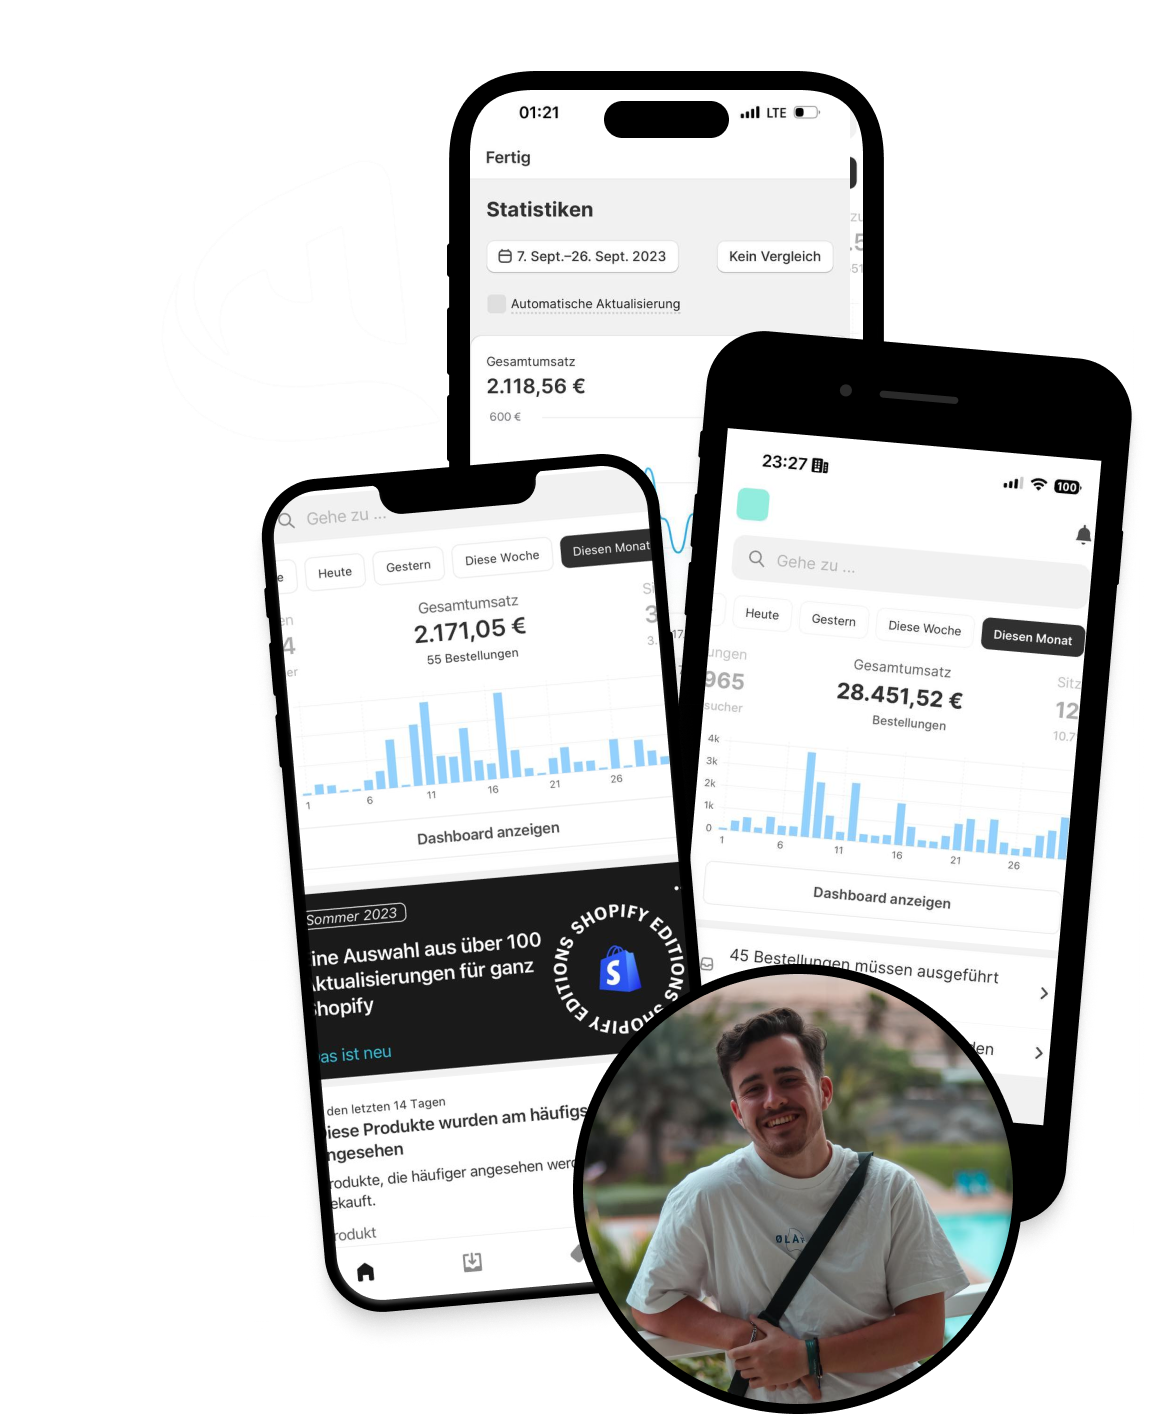 01:21
LTE
Fertig
Statistiken
7. Sept.–26. Sept. 2023
Kein Vergleich
Automatische Aktualisierung
Gesamtumsatz
2.118,56 €
600 €
Gehe zu ...
Heute
Gestern
Diese Woche
Diesen Monat
Gesamtumsatz
2.171,05 €
55 Bestellungen
1 6 11 16 21 26
Dashboard anzeigen
Sommer 2023
ine Auswahl aus über 100
ktualisierungen für ganz
hopify
as ist neu
SHOPIFY EDITIONS SHOPIFY EDITIONS
den letzten 14 Tagen
iese Produkte wurden am häufigs
ngesehen
rodukte, die häufiger angesehen werd
ekauft.
rodukt
23:27
100
Gehe zu ...
Heute
Gestern
Diese Woche
Diesen Monat
ungen
965
sucher
Gesamtumsatz
28.451,52 €
Bestellungen
Sitz
12
10.7
4k
3k
2k
1k
0
1 6 11 16 21 26
Dashboard anzeigen
45 Bestellungen müssen ausgeführt
den